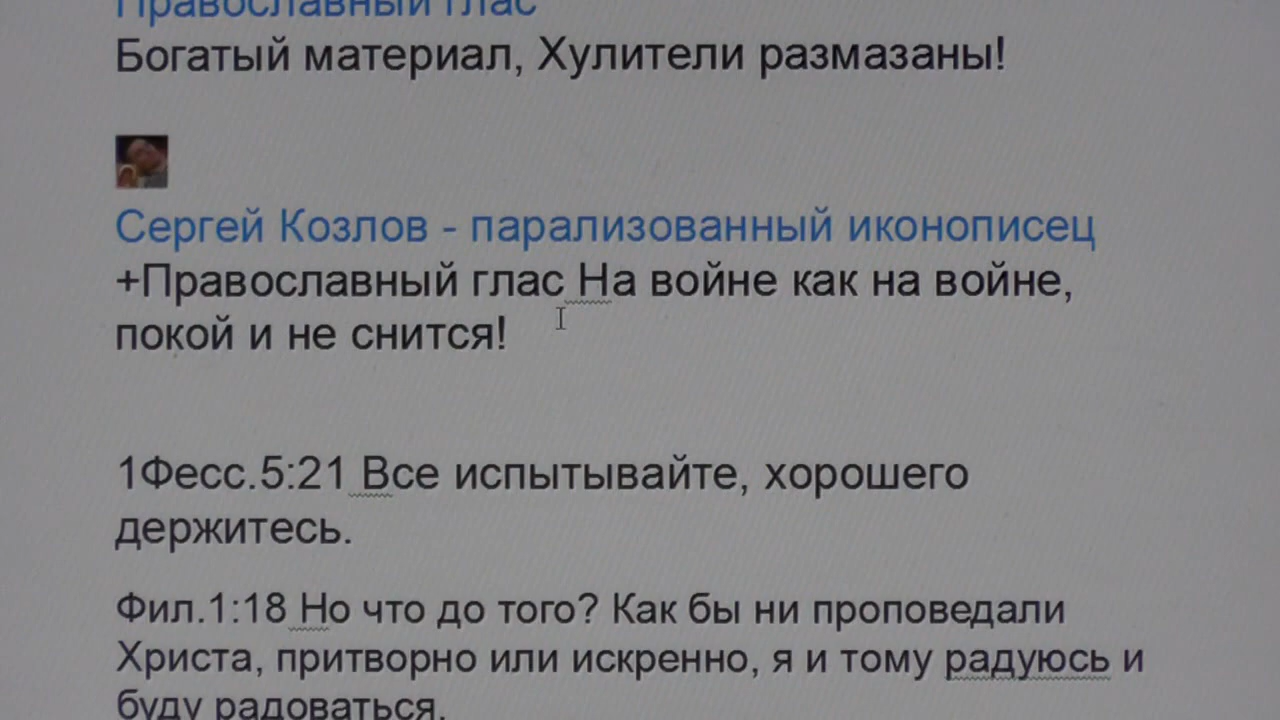 Православный глас
Богатый материал, Хулители размазаны!
Сергей Козлов - парализованный иконописец
+Православный глас На войне как на войне,
покой и не снится!
1Фесс.5:21 Все испытывайте, хорошего
держитесь.
Фил.1:18 Но что до того? Как бы ни проповедали
Христа, притворно или искренно, я и тому радуюсь и
буду радоваться.